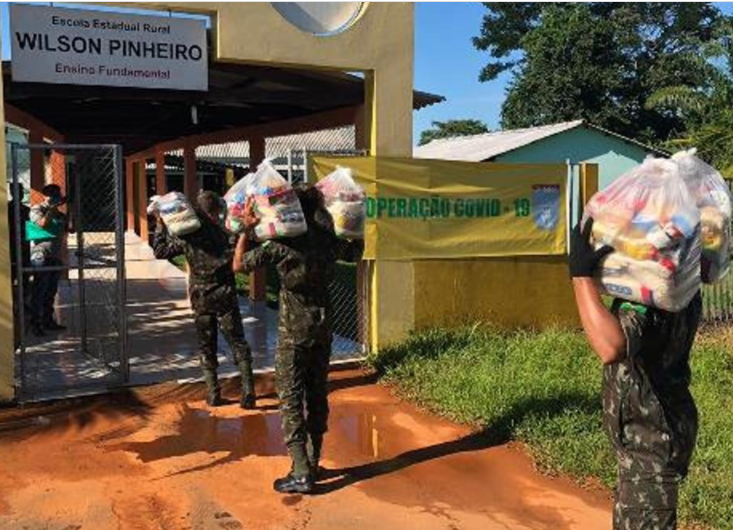 Escola Estadual Rural
WILSON PINHEIRO
Ensino Fundamental
OPERAÇÃO COVID - 19